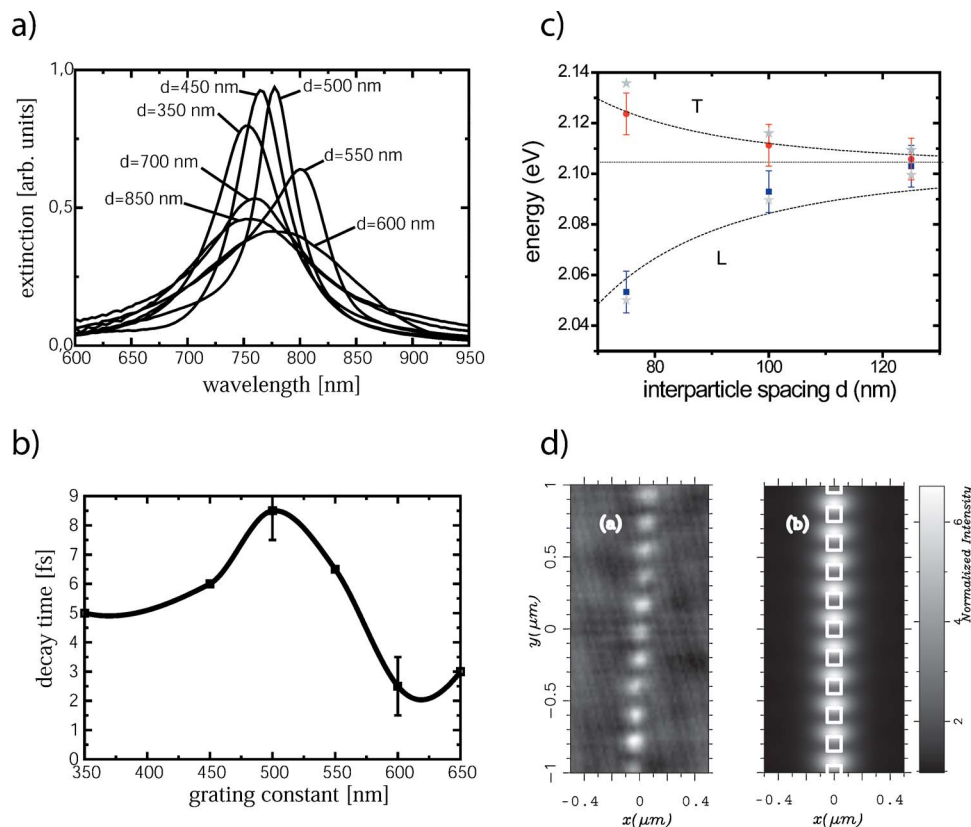 a)
1,0
0,5
0,0
extinction [arb. units]
d=450 nm
d=350 nm
d=700 nm
d=850 nm
d=500 nm
d=550 nm
d=600 nm
600 650 700 750 800 850 900 950
wavelength [nm]
c)
2.14
2.12
2.10
2.08
2.06
2.04
energy (eV)
T
L
80 100 120
interparticle spacing d (nm)
b)
9
8
7
6
5
4
3
2
1
0
decay time [fs]
350 400 450 500 550 600 650
grating constant [nm]
d)
(a)
1
0.5
0
-0.5
-1
y(μm)
-0.4 0 0.4
x(μm)
(b)
-0.4 0 0.4
x(μm)
6
4
2
Normalized Intensity